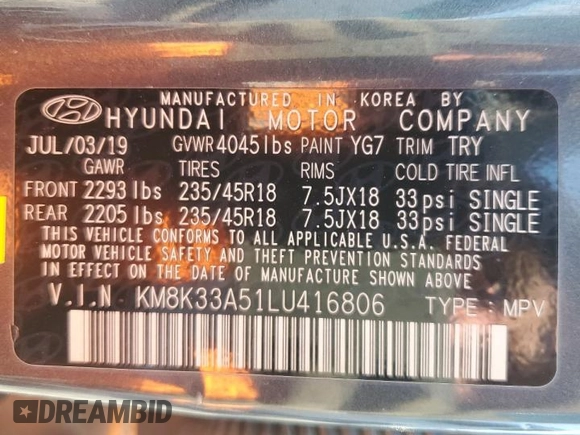 MANUFACTURED IN KOREA BY
HYUNDAI MOTOR COMPANY
JUL/03/19 GVWR 4045lbs PAINT YG7 TRIM TRY
GAWR TIRES RIMS COLD TIRE INFL
FRONT 2293 lbs 235/45R18 7.5JX18 33psi SINGLE
REAR 2205 lbs 235/45R18 7.5JX18 33psi SINGLE
THIS VEHICLE CONFORMS TO ALL APPLICABLE U.S.A. FEDERAL
MOTOR VEHICLE SAFETY, BUMPER, AND THEFT PREVENTION STANDARDS
IN EFFECT ON THE DATE OF MANUFACTURE SHOWN ABOVE.
V.I.N KM8K33A51LU416806 TYPE : MPV
DREAMBID